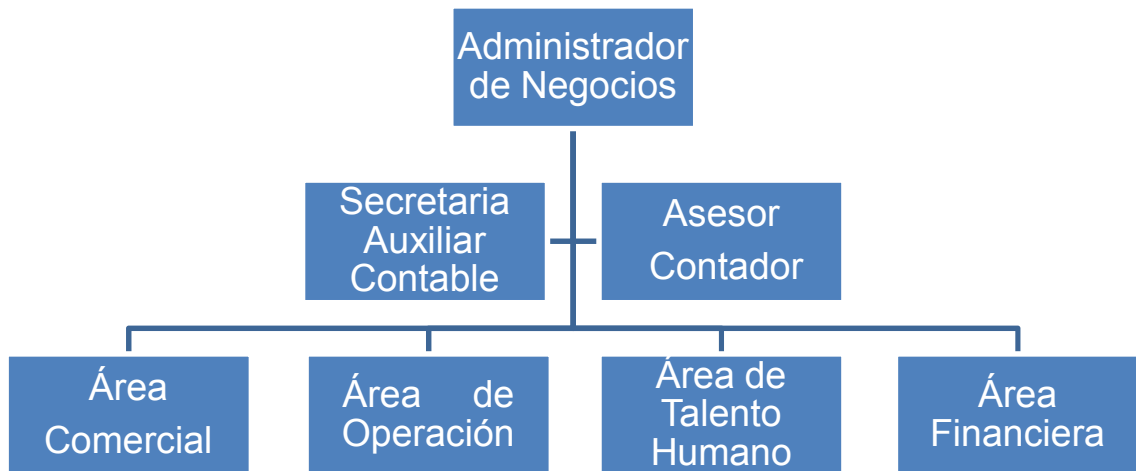 Administrador
de Negocios
Secretaria
Auxiliar
Contable
Asesor
Contador
Área
Comercial
Área de
Operación
Área de
Talento
Humano
Área
Financiera